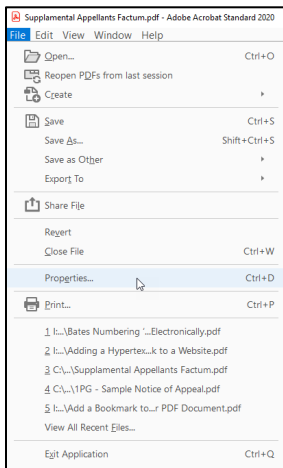 Supplamental Appellants Factum.pdf - Adobe Acrobat Standard 2020
File Edit View Window Help
Open... Ctrl+O
Reopen PDFs from last session
Create
Save Ctrl+S
Save As... Shift+Ctrl+S
Save as Other
Export To
Share File
Revert
Close File Ctrl+W
Properties... Ctrl+D
Print... Ctrl+P
1 I:...\Bates Numbering '...Electronically.pdf
2 I:...\Adding a Hypertex...k to a Website.pdf
3 C:\...\Supplamental Appellants Factum.pdf
4 C:\...\1PG - Sample Notice of Appeal.pdf
5 I:...\Add a Bookmark to...r PDF Document.pdf
View All Recent Files...
Exit Application Ctrl+Q